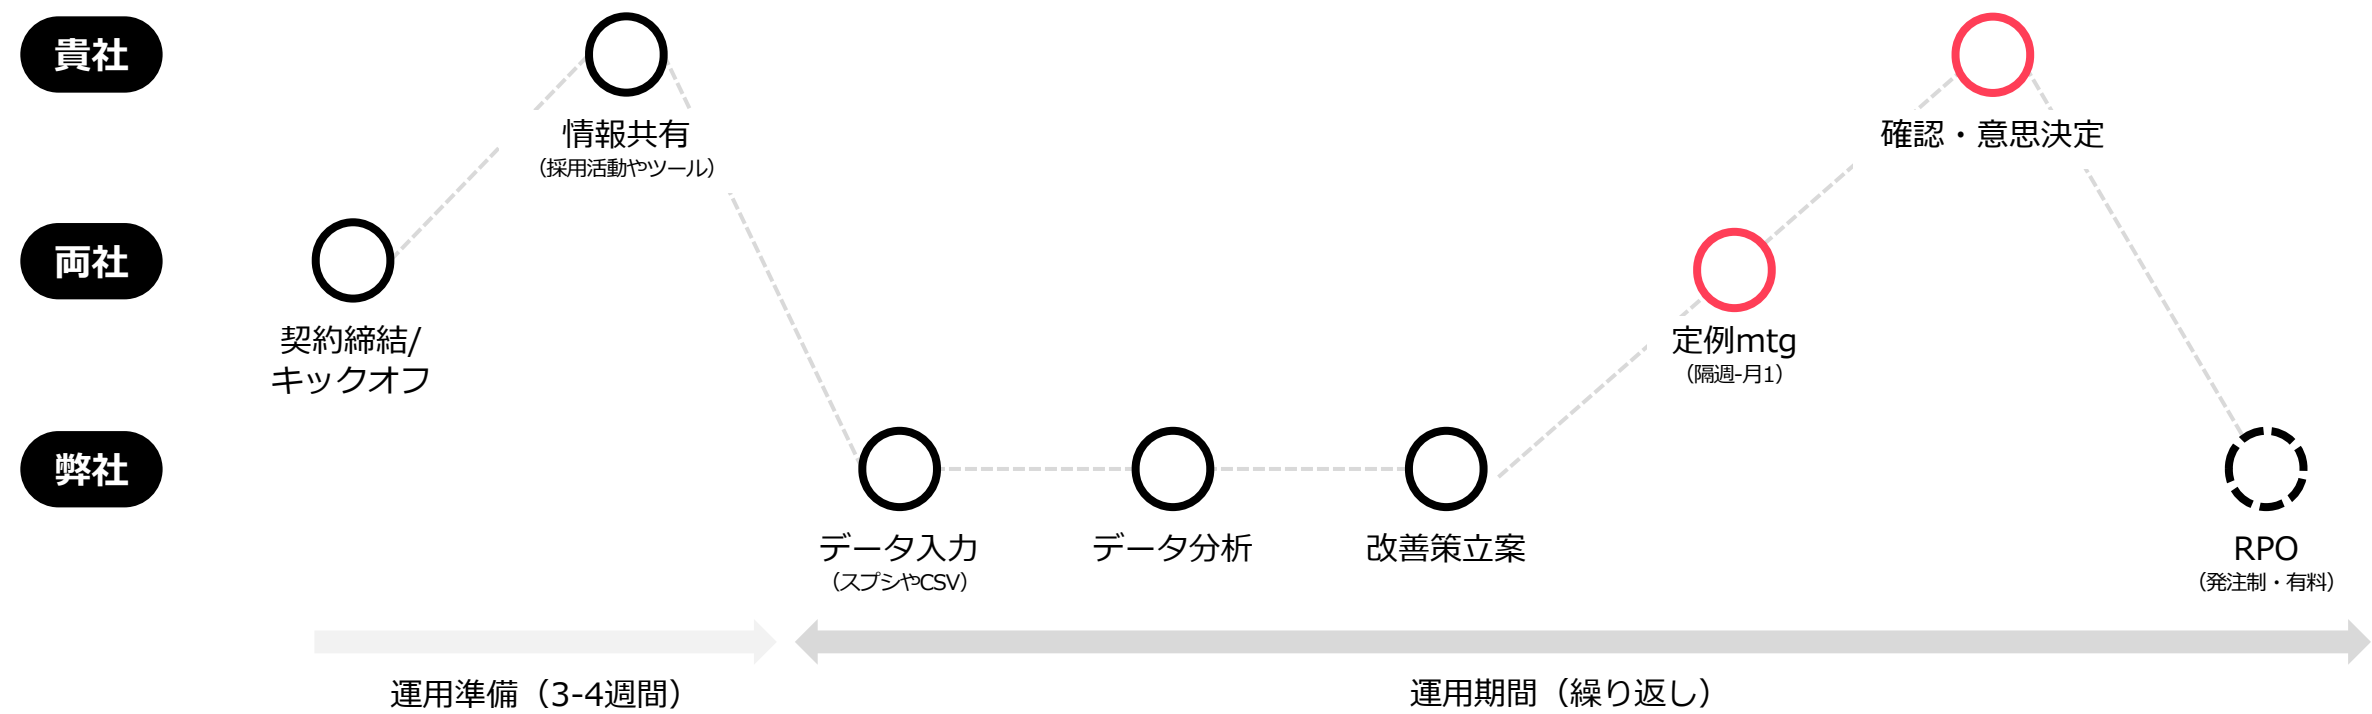 貴社
情報共有
（採用活動やツール）
確認・意思決定
両社
契約締結/
キックオフ
定例mtg
（隔週-月1）
弊社
データ入力
（スプシやCSV）
データ分析
改善策立案
RPO
（発注制・有料）
運用準備（3-4週間）
運用期間（繰り返し）